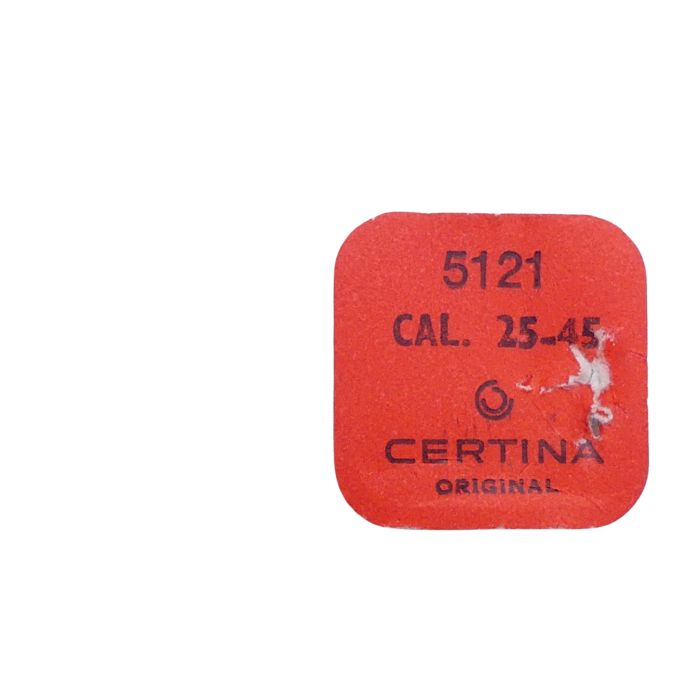 5121
CAL. 25-45
CERTINA
ORIGINAL